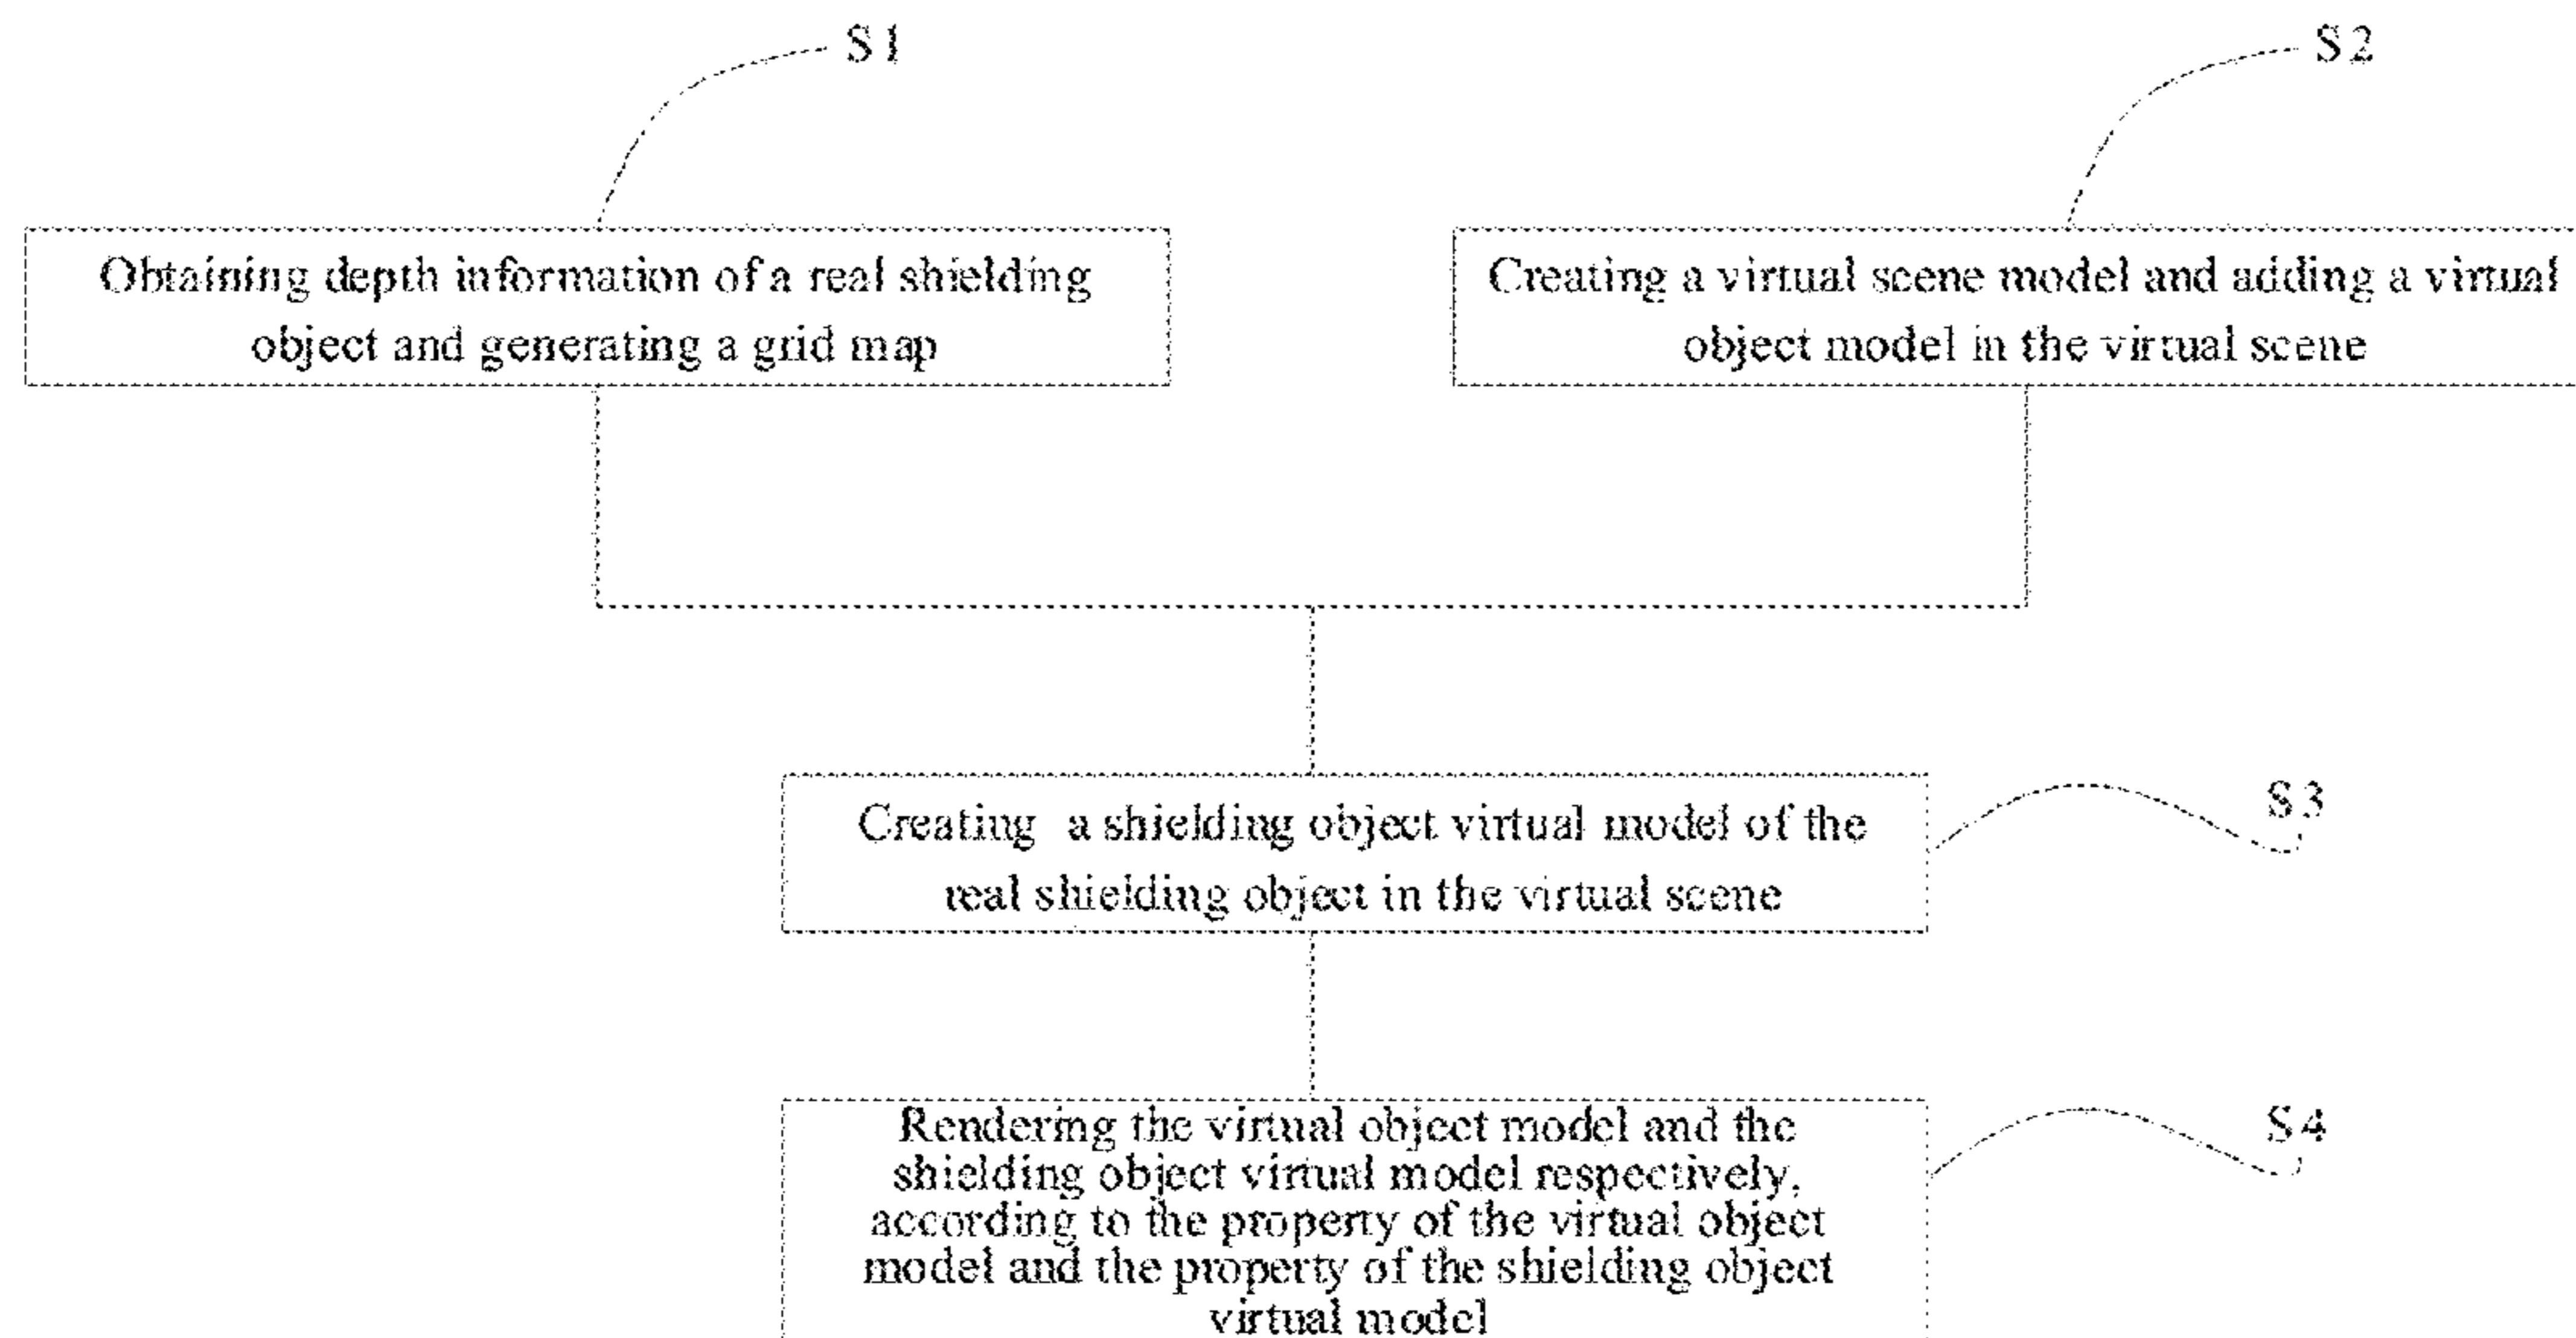 S1
S2
Obtaining depth information of a real shielding
object and generating a grid map
Creating a virtual scene model and adding a virtual
object model in the virtual scene
Creating a shielding object virtual model of the
real shielding object in the virtual scene
S3
Rendering the virtual object model and the
shielding object virtual model respectively,
according to the property of the virtual object
model and the property of the shielding object
virtual model
S4